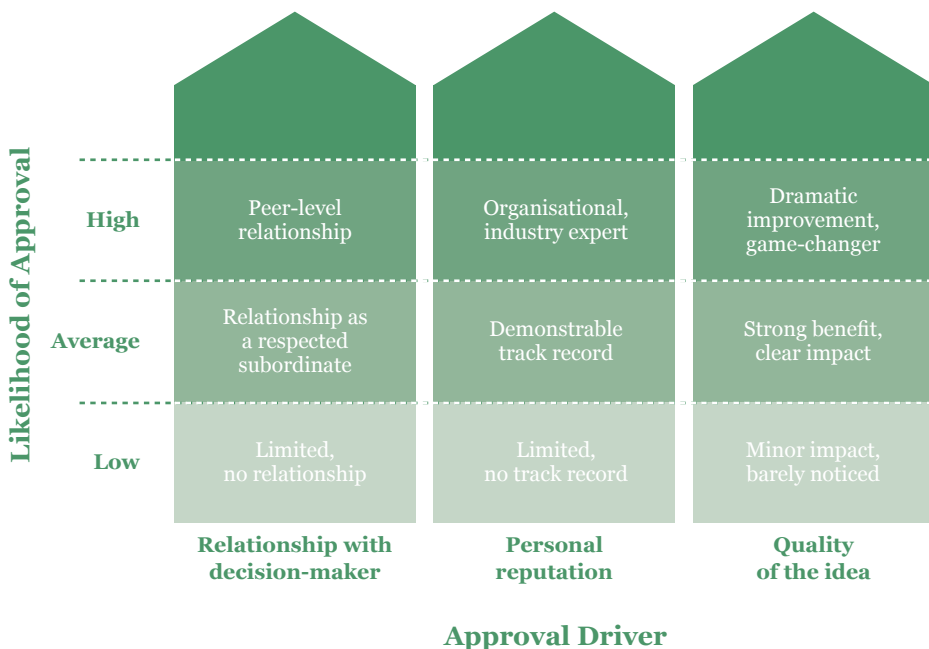 Likelihood of Approval
High
Peer-level
relationship
Organisational,
industry expert
Dramatic
improvement,
game-changer
Average
Relationship as
a respected
subordinate
Demonstrable
track record
Strong benefit,
clear impact
Low
Limited,
no relationship
Limited,
no track record
Minor impact,
barely noticed
Relationship with
decision-maker
Personal
reputation
Quality
of the idea
Approval Driver